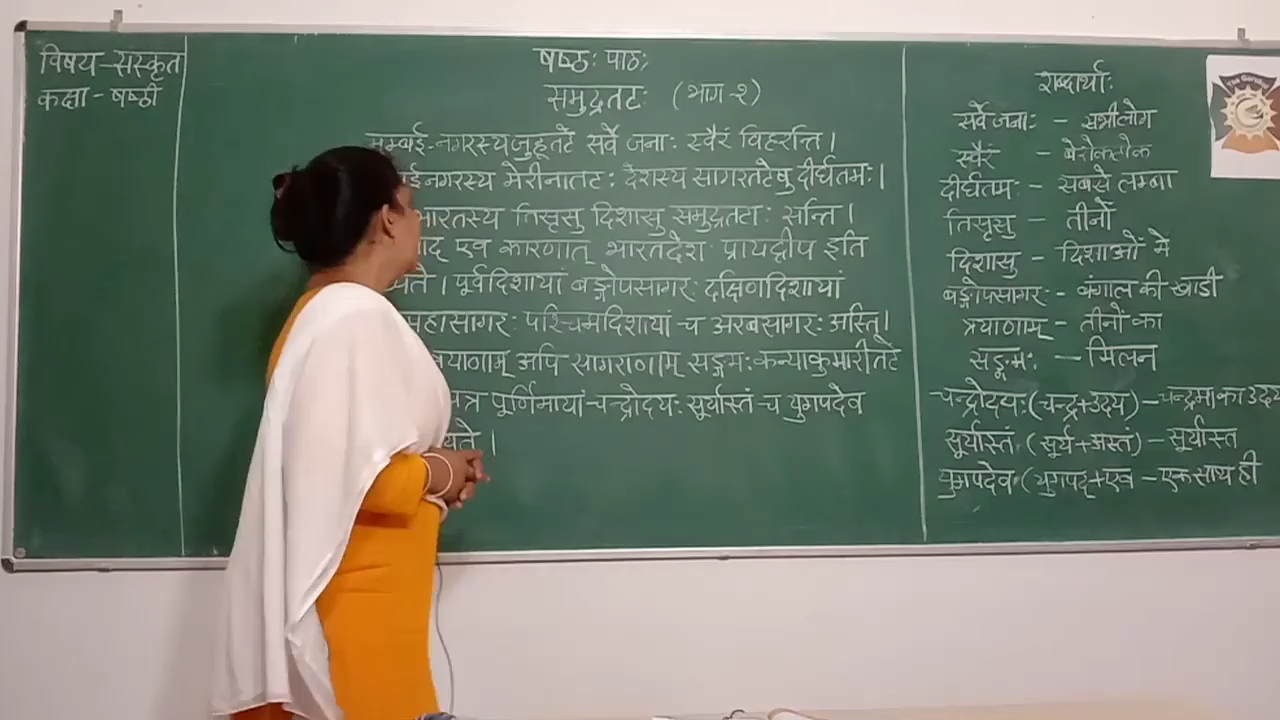 विषय - संस्कृत
कक्षा - षष्ठी
षष्ठः पाठः
समुद्रतटः (भाग-२)
मुम्बई-नगरस्य जुहूतटे सर्वे जनाः स्वैरं विहरन्ति।
नगरस्य मेरीनातटः देशस्य सागरतटेषु दीर्घतमः।
भारतस्य तिसृसु दिशासु समुद्रतटाः सन्ति।
एव कारणात् भारतदेश प्रायद्वीप इति
। पूर्वदिशायां बङ्गोपसागरः दक्षिणदिशायां
महासागरः पश्चिमदिशायां च अरबसागरः अस्ति।
त्रयाणाम् अपि सागराणाम् सङ्गमः कन्याकुमारीतटे
पूर्णिमायां चन्द्रोदयः सूर्यास्तं च युगपदेव
।
शब्दार्थाः
सर्वे जनाः - सभी लोग
स्वैरं - बेरोकटोक
दीर्घतमः - सबसे लम्बा
तिसृसु - तीनों
दिशासु - दिशाओं में
बङ्गोपसागरः - बंगाल की खाडी
त्रयाणाम् - तीनों का
सङ्गमः - मिलन
चन्द्रोदयः (चन्द्र+उदय) - चन्द्रमा का उदय
सूर्यास्तं (सूर्य+अस्तं) - सूर्यास्त
युगपदेव (युगपद्+एव - एक साथ ही